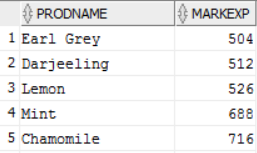 PRODNAME MARKEXP
1 Earl Grey 504
2 Darjeeling 512
3 Lemon 526
4 Mint 688
5 Chamomile 716